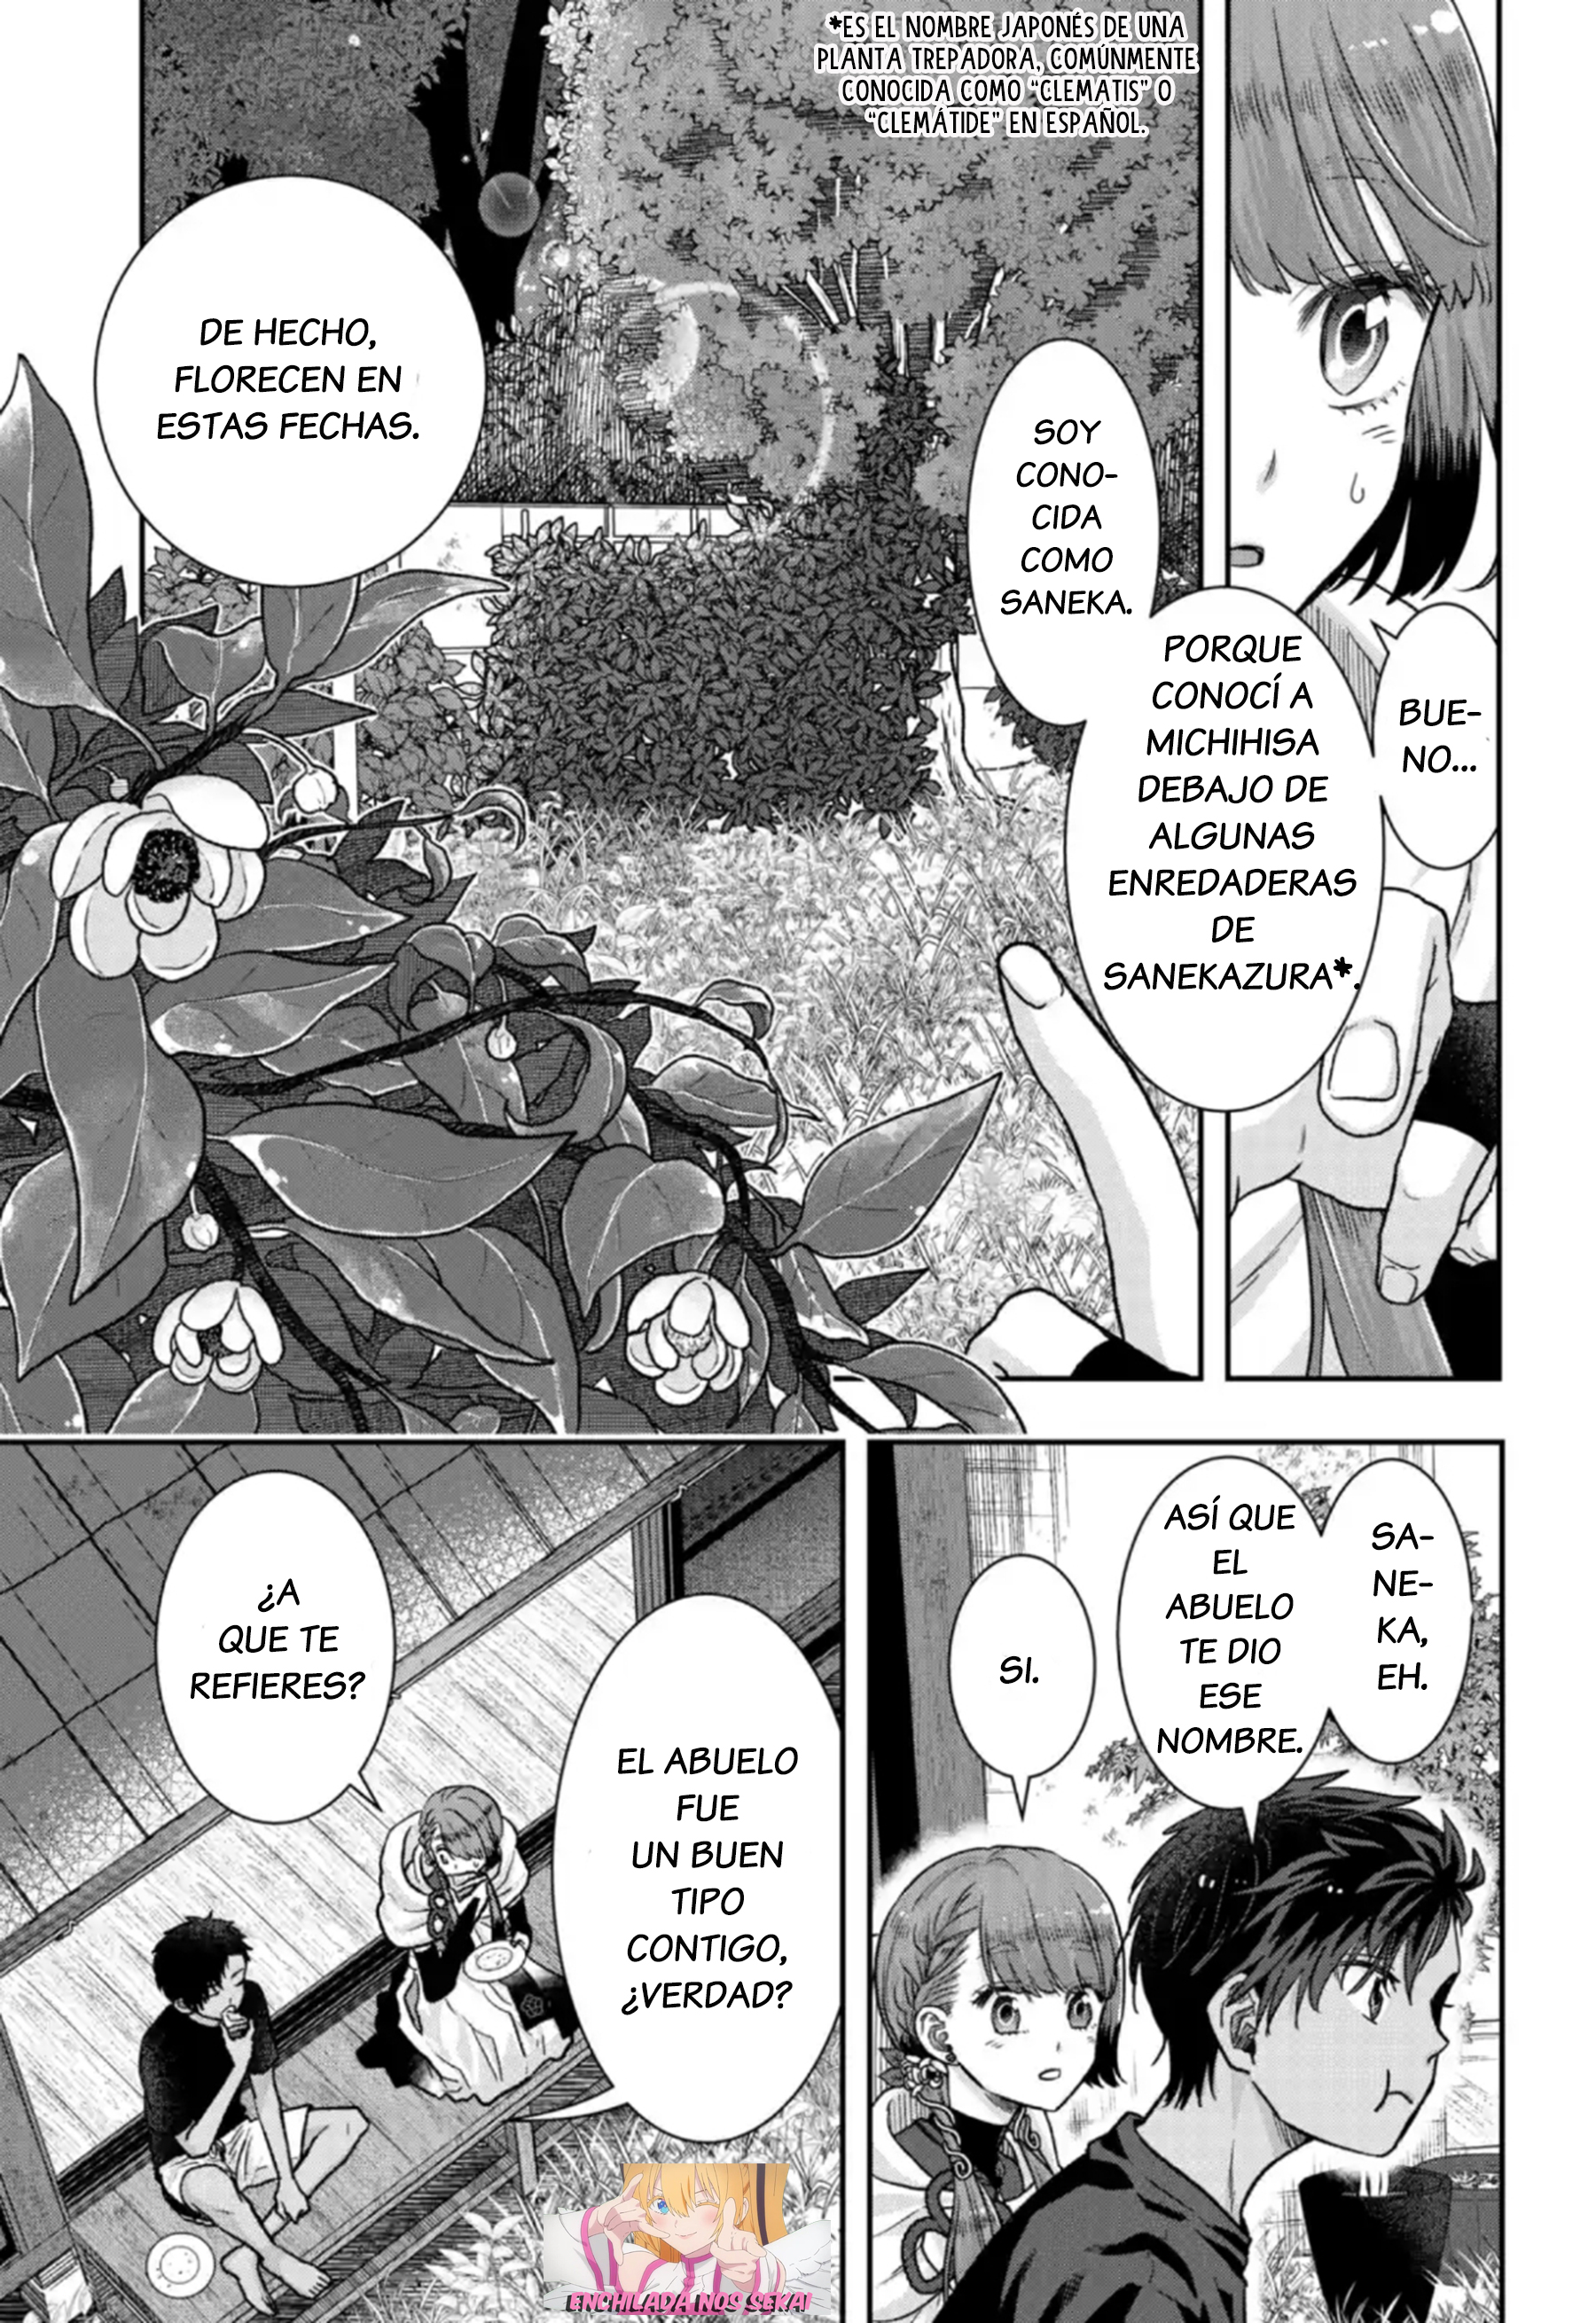 *ES EL NOMBRE JAPONÉS DE UNA
PLANTA TREPADORA, COMÚNMENTE
CONOCIDA COMO "CLEMATIS" O
"CLEMÁTIDE" EN ESPAÑOL.
BUE-
NO...
PORQUE
CONOCÍ A
MICHIHISA
DEBAJO DE
ALGUNAS
ENREDADERAS
DE
SANEKAZURA*.
SOY
CONO-
CIDA
COMO
SANEKA.
DE HECHO,
FLORECEN EN
ESTAS FECHAS.
SA-
NE-
KA,
EH.
ASÍ QUE
EL
ABUELO
TE DIO
ESE
NOMBRE.
SI.
EL ABUELO
FUE
UN BUEN
TIPO
CONTIGO,
¿VERDAD?
¿A
QUE TE
REFIERES?
ENCHILADA NOS SEKAI